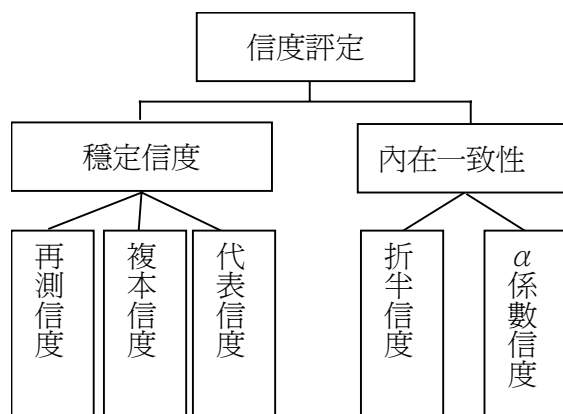 信度評定
穩定信度
內在一致性
再測信度
複本信度
代表信度
折半信度
α係數信度